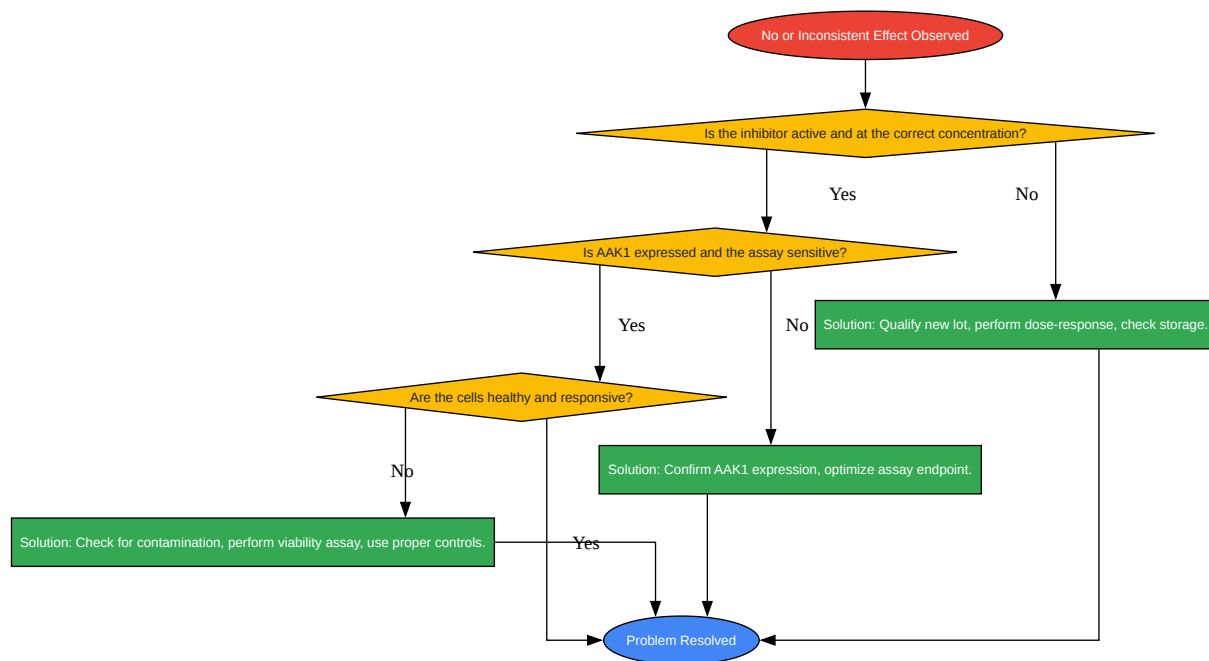 No or Inconsistent Effect Observed
Is the inhibitor active and at the correct concentration?
Yes
No
Is AAK1 expressed and the assay sensitive?
Yes
No
Solution: Qualify new lot, perform dose-response, check storage.
Are the cells healthy and responsive?
No
Solution: Confirm AAK1 expression, optimize assay endpoint.
Solution: Check for contamination, perform viability assay, use proper controls.
Yes
Problem Resolved